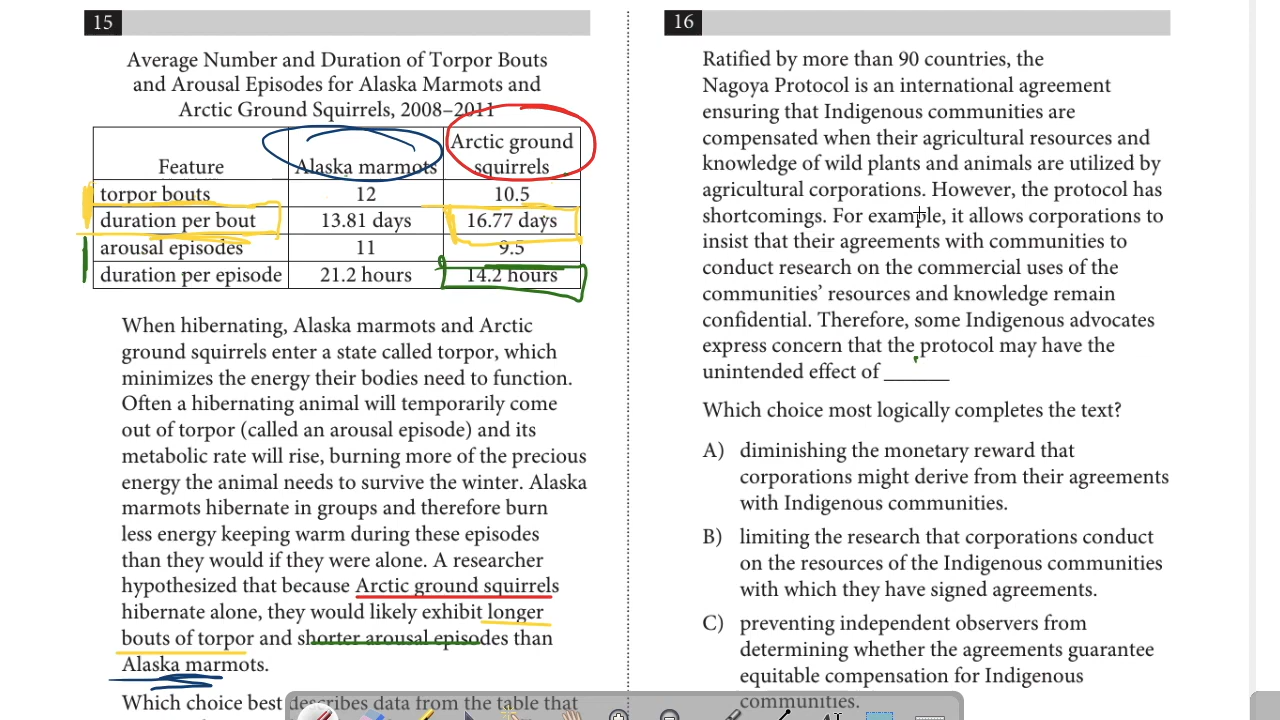 15
Average Number and Duration of Torpor Bouts
and Arousal Episodes for Alaska Marmots and
Arctic Ground Squirrels, 2008–2011
Feature Alaska marmots Arctic ground squirrels
torpor bouts 12 10.5
duration per bout 13.81 days 16.77 days
arousal episodes 11 9.5
duration per episode 21.2 hours 14.2 hours
When hibernating, Alaska marmots and Arctic
ground squirrels enter a state called torpor, which
minimizes the energy their bodies need to function.
Often a hibernating animal will temporarily come
out of torpor (called an arousal episode) and its
metabolic rate will rise, burning more of the precious
energy the animal needs to survive the winter. Alaska
marmots hibernate in groups and therefore burn
less energy keeping warm during these episodes
than they would if they were alone. A researcher
hypothesized that because Arctic ground squirrels
hibernate alone, they would likely exhibit longer
bouts of torpor and shorter arousal episodes than
Alaska marmots.
Which choice best describes data from the table that
16
Ratified by more than 90 countries, the
Nagoya Protocol is an international agreement
ensuring that Indigenous communities are
compensated when their agricultural resources and
knowledge of wild plants and animals are utilized by
agricultural corporations. However, the protocol has
shortcomings. For example, it allows corporations to
insist that their agreements with communities to
conduct research on the commercial uses of the
communities’ resources and knowledge remain
confidential. Therefore, some Indigenous advocates
express concern that the protocol may have the
unintended effect of ______
Which choice most logically completes the text?
A) diminishing the monetary reward that
corporations might derive from their agreements
with Indigenous communities.
B) limiting the research that corporations conduct
on the resources of the Indigenous communities
with which they have signed agreements.
C) preventing independent observers from
determining whether the agreements guarantee
equitable compensation for Indigenous
communities.